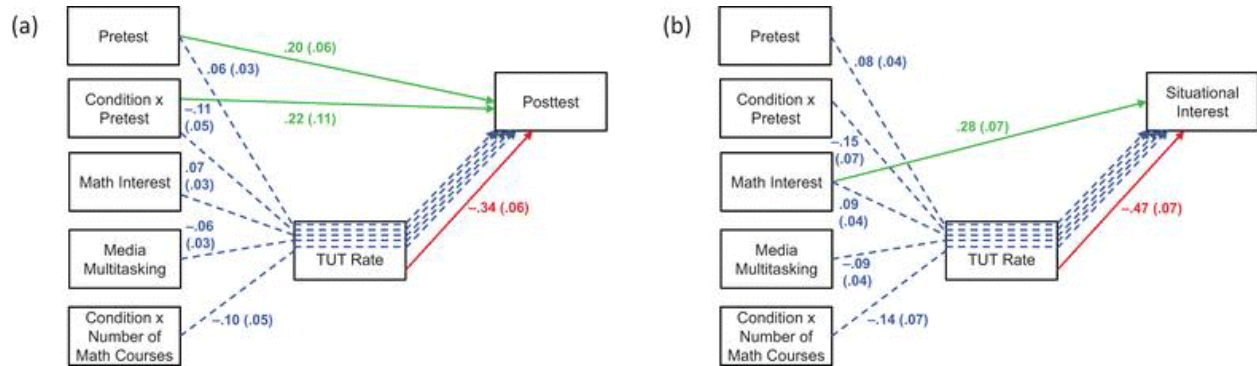 (a)
Pretest
.20 (.06)
.06 (.03)
Condition x
Pretest
–.11
(.05)
.22 (.11)
Posttest
Math Interest
.07
(.03)
–.34 (.06)
Media
Multitasking
–.06
(.03)
TUT Rate
Condition x
Number of
Math Courses
–.10 (.05)
(b)
Pretest
.08 (.04)
Condition x
Pretest
–.15
(.07)
.28 (.07)
Situational
Interest
Math Interest
.09
(.04)
–.47 (.07)
Media
Multitasking
–.09
(.04)
TUT Rate
Condition x
Number of
Math Courses
–.14 (.07)